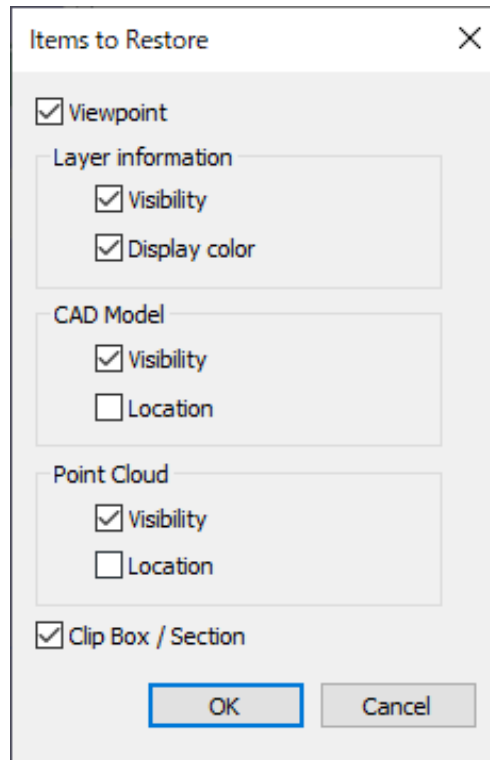 Items to Restore
Viewpoint
Layer information
Visibility
Display color
CAD Model
Visibility
Location
Point Cloud
Visibility
Location
Clip Box / Section
OK Cancel